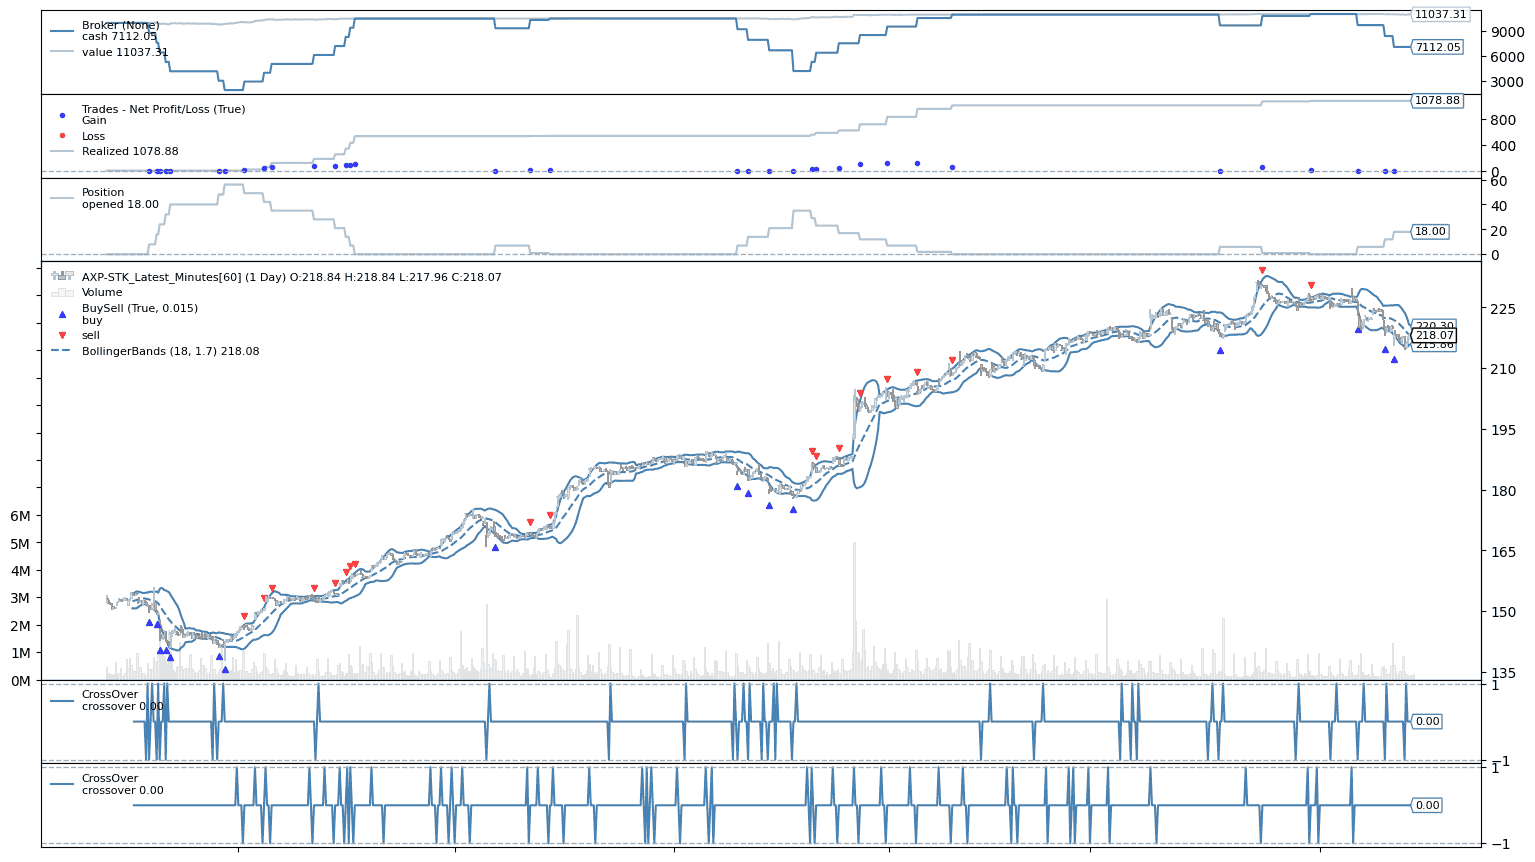 Broker (None)
cash 7112.05
value 11037.31
11037.31
9000
7112.05
6000
3000
Trades - Net Profit/Loss (True)
Gain
Loss
Realized 1078.88
1078.88
800
400
0
Position
opened 18.00
60
40
20
18.00
0
AXP-STK_Latest_Minutes[60] (1 Day) O:218.84 H:218.84 L:217.96 C:218.07
Volume
BuySell (True, 0.015)
buy
sell
BollingerBands (18, 1.7) 218.08
225
220.30
218.07
215.86
210
195
180
165
150
135
6M
5M
4M
3M
2M
1M
0M
CrossOver
crossover 0.00
1
0.00
−1
CrossOver
crossover 0.00
1
0.00
−1